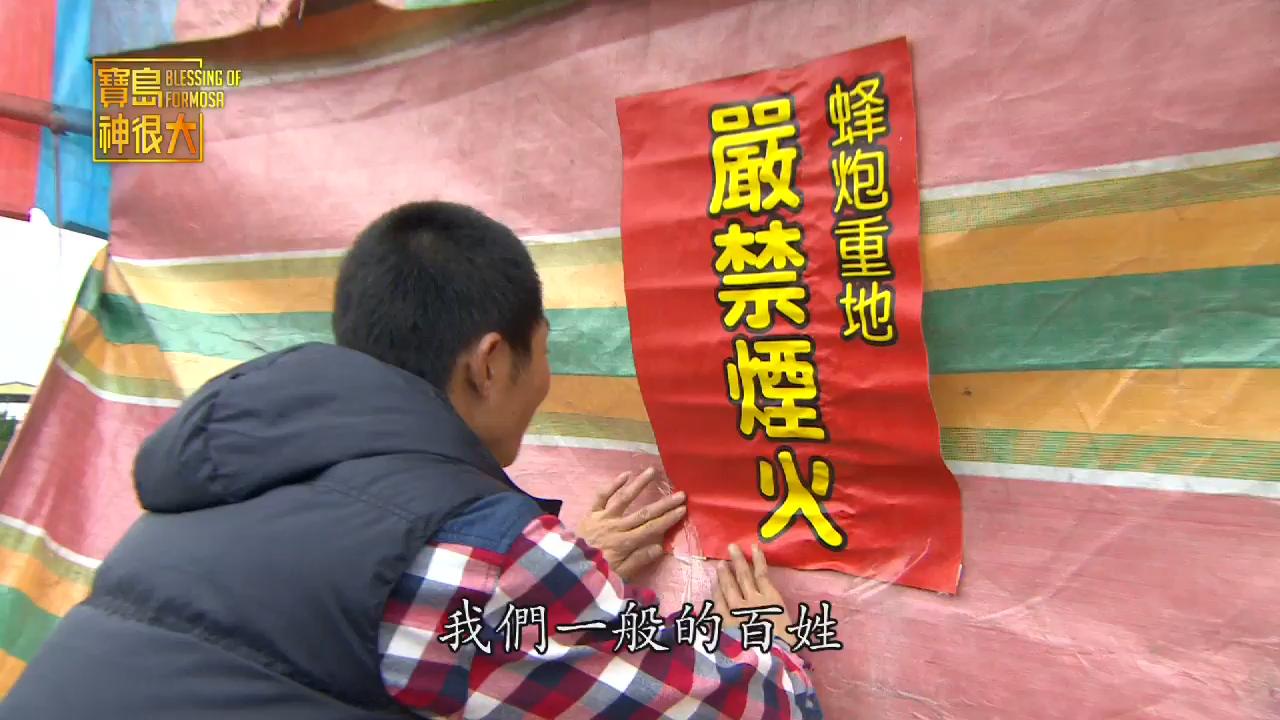 寶島
BLESSING OF
FORMOSA
神很大
蜂炮重地
嚴禁煙火
我們一般的百姓